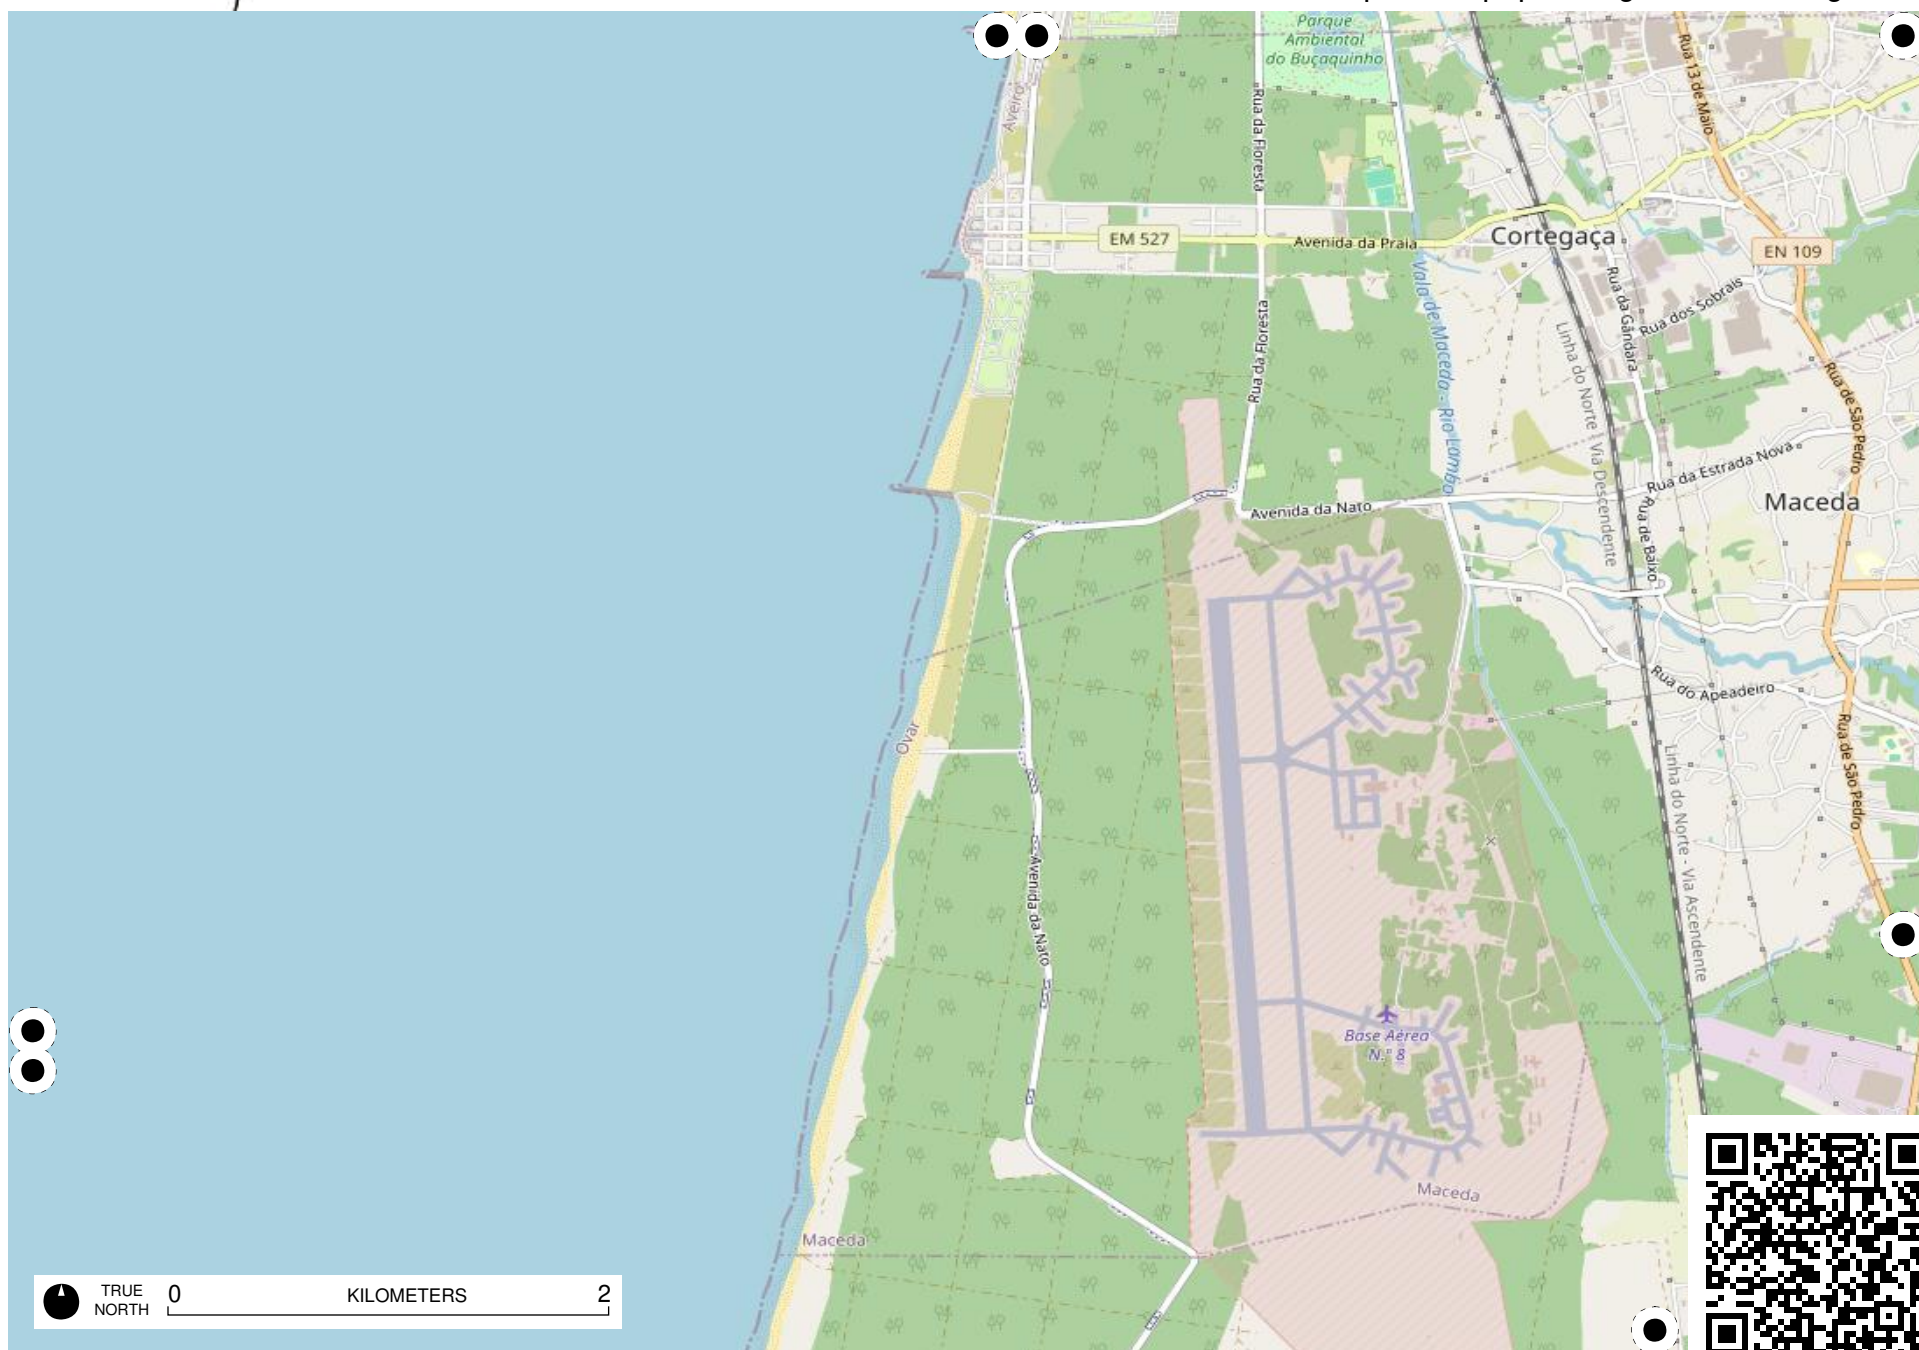 Parque
Ambiental
do Buçaquinho
Rua 13 de Maio
Aveiro
Rua da Floresta
EM 527
Avenida da Praia
Cortegaça
EN 109
Vala de Maceda - Rio Lambo
Rua da Gândara
Rua dos Sobrais
Rua da Floresta
Linha do Norte - Via Descendente
Rua de São Pedro
Rua da Estrada Nova
Maceda
Avenida da Nato
Rua de Baixo
Rua do Apeadeiro
Ovar
Rua de São Pedro
Linha do Norte - Via Ascendente
Avenida da Nato
Base Aérea
N.º 8
Maceda
Maceda
TRUE
NORTH
0
KILOMETERS
2